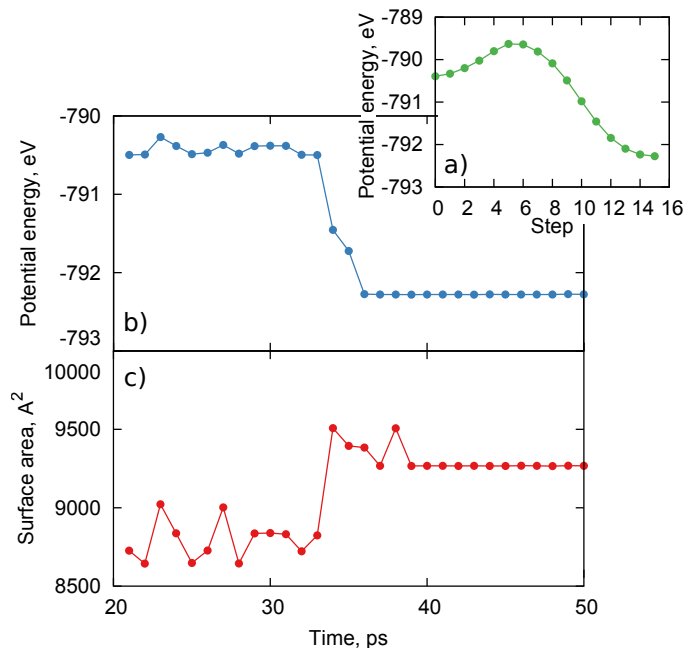 -789
-790
-791
-792
-793
Potential energy, eV
a)
0 2 4 6 8 10 12 14 16
Step
-790
-791
-792
-793
Potential energy, eV
b)
c)
10000
9500
9000
8500
Surface area, A²
20 30 40 50
Time, ps